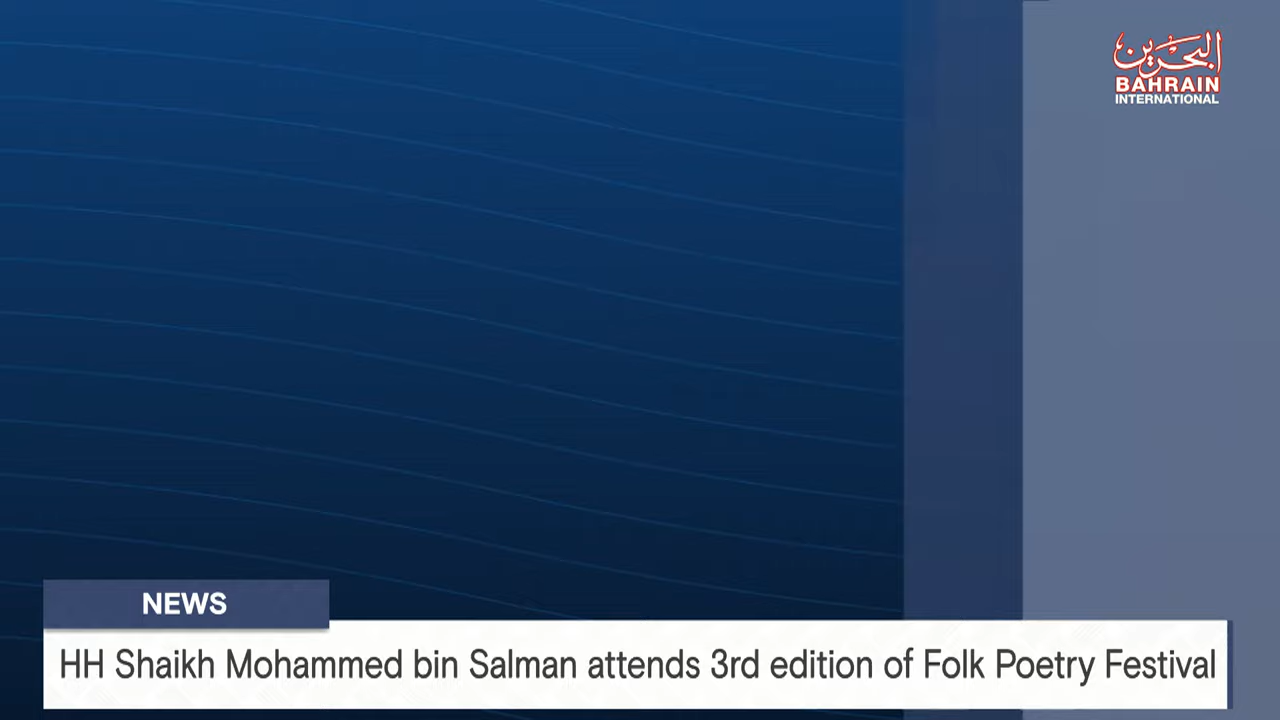 البحرين
BAHRAIN
INTERNATIONAL
NEWS
HH Shaikh Mohammed bin Salman attends 3rd edition of Folk Poetry Festival